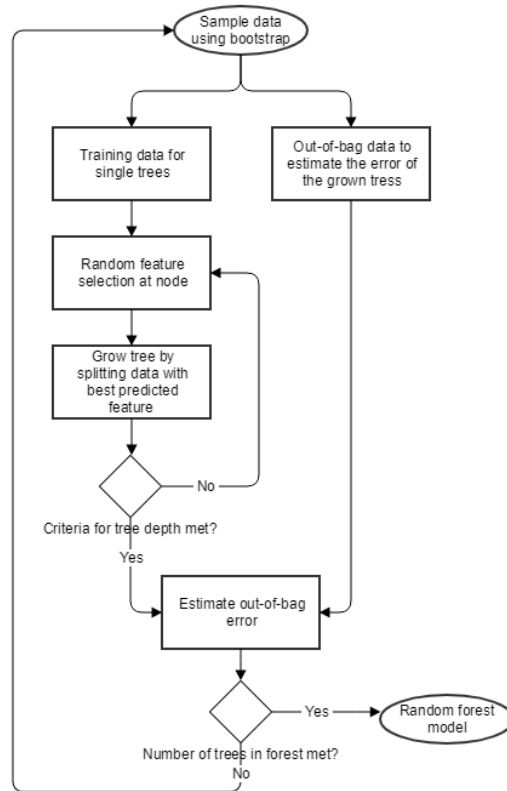 Sample data
using bootstrap
Training data for
single trees
Out-of-bag data to
estimate the error of
the grown tress
Random feature
selection at node
Grow tree by
splitting data with
best predicted
feature
No
Criteria for tree depth met?
Yes
Estimate out-of-bag
error
Yes
Random forest
model
Number of trees in forest met?
No